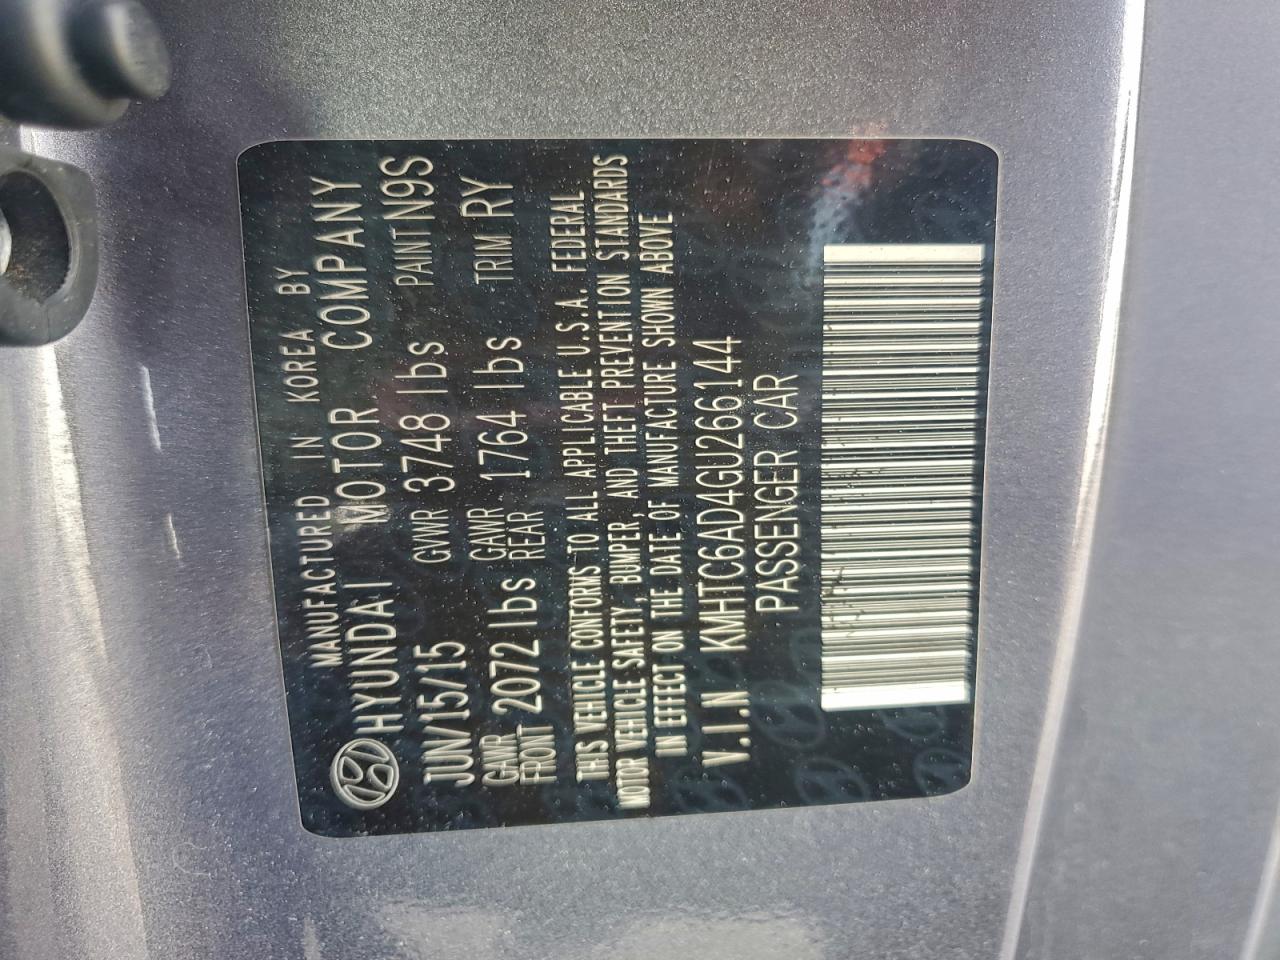 MANUFACTURED IN KOREA BY
HYUNDAI MOTOR COMPANY
JUN/15/15 GVWR 3748 lbs PAINT N9S
GAWR FRONT 2072 lbs GAWR REAR 1764 lbs TRIM RY
THIS VEHICLE CONFORMS TO ALL APPLICABLE U.S.A. FEDERAL
MOTOR VEHICLE SAFETY, BUMPER, AND THEFT PREVENTION STANDARDS
IN EFFECT ON THE DATE OF MANUFACTURE SHOWN ABOVE
V.I.N KMHTC6AD4GU266144
PASSENGER CAR